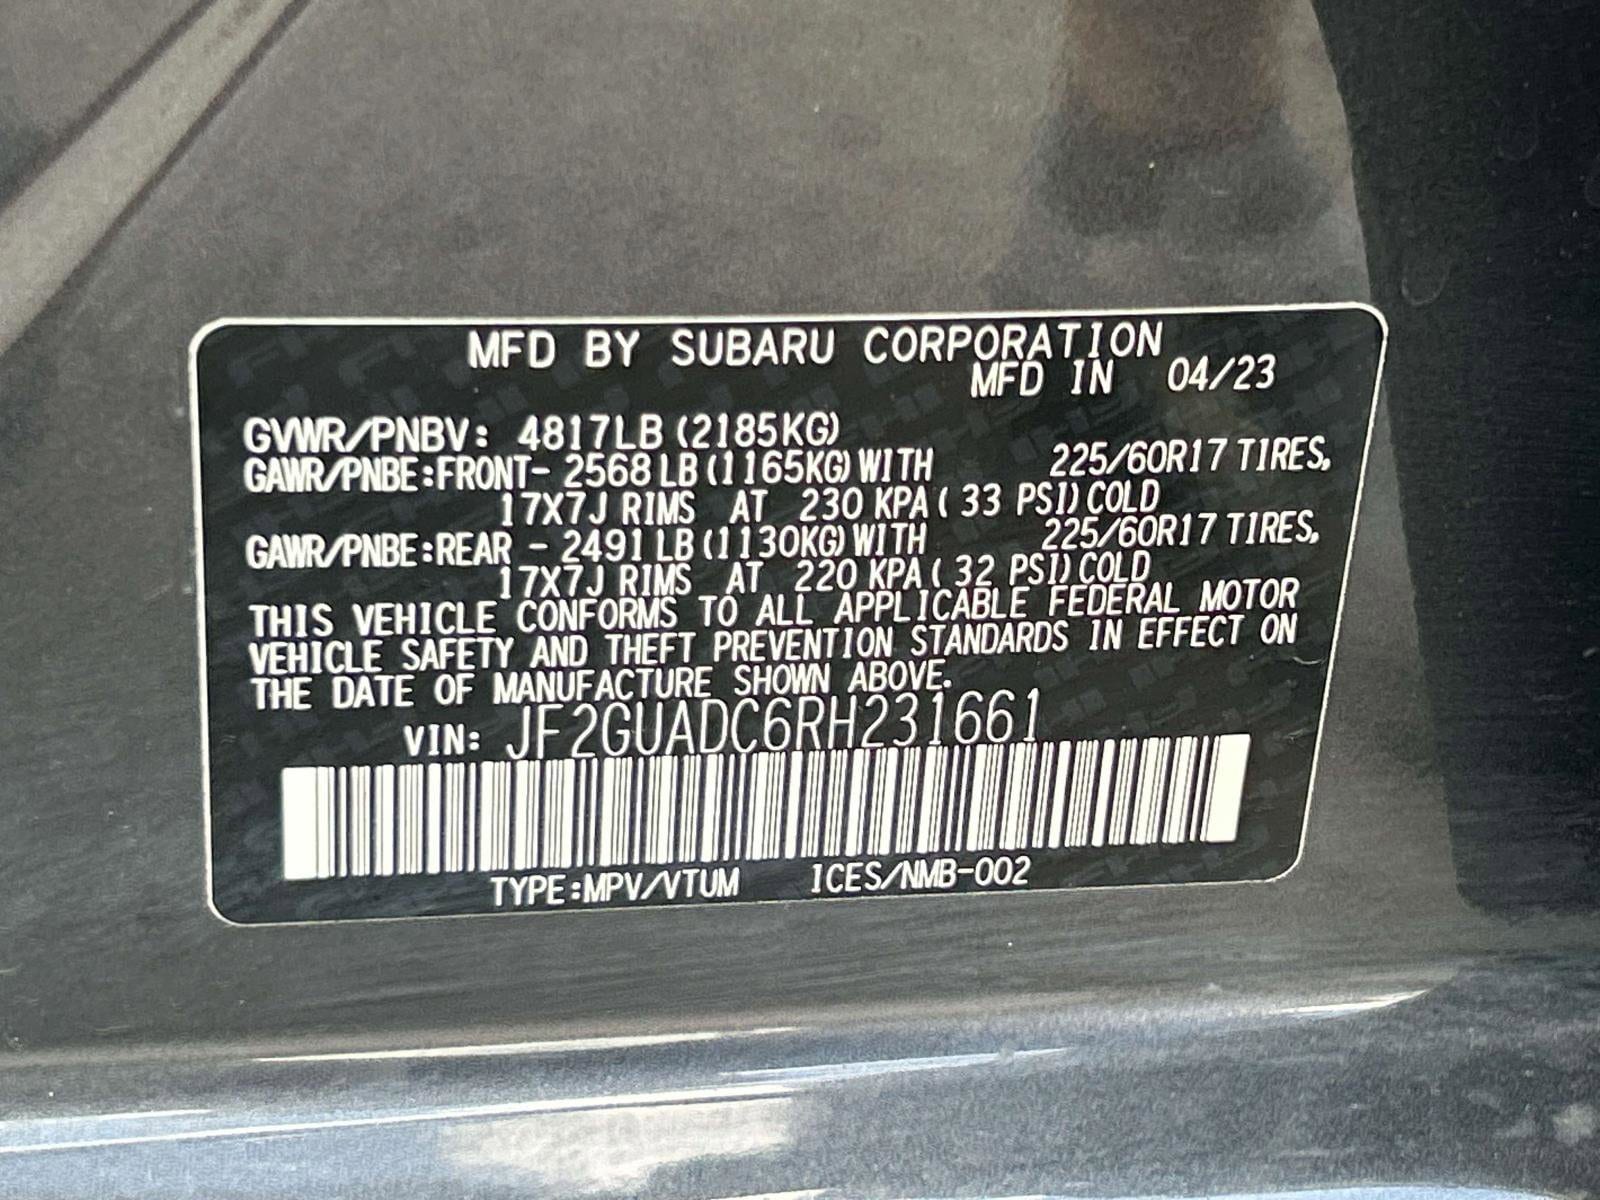 MFD BY SUBARU CORPORATION
MFD IN 04/23
GVWR/PNBV: 4817LB (2185KG)
GAWR/PNBE:FRONT- 2568 LB (1165KG) WITH 225/60R17 TIRES,
17X7J RIMS AT 230 KPA ( 33 PSI) COLD
GAWR/PNBE:REAR - 2491 LB (1130KG) WITH 225/60R17 TIRES,
17X7J RIMS AT 220 KPA ( 32 PSI) COLD
THIS VEHICLE CONFORMS TO ALL APPLICABLE FEDERAL MOTOR
VEHICLE SAFETY AND THEFT PREVENTION STANDARDS IN EFFECT ON
THE DATE OF MANUFACTURE SHOWN ABOVE.
VIN: JF2GUADC6RH231661
TYPE:MPV/VTUM 1CES/NMB-002